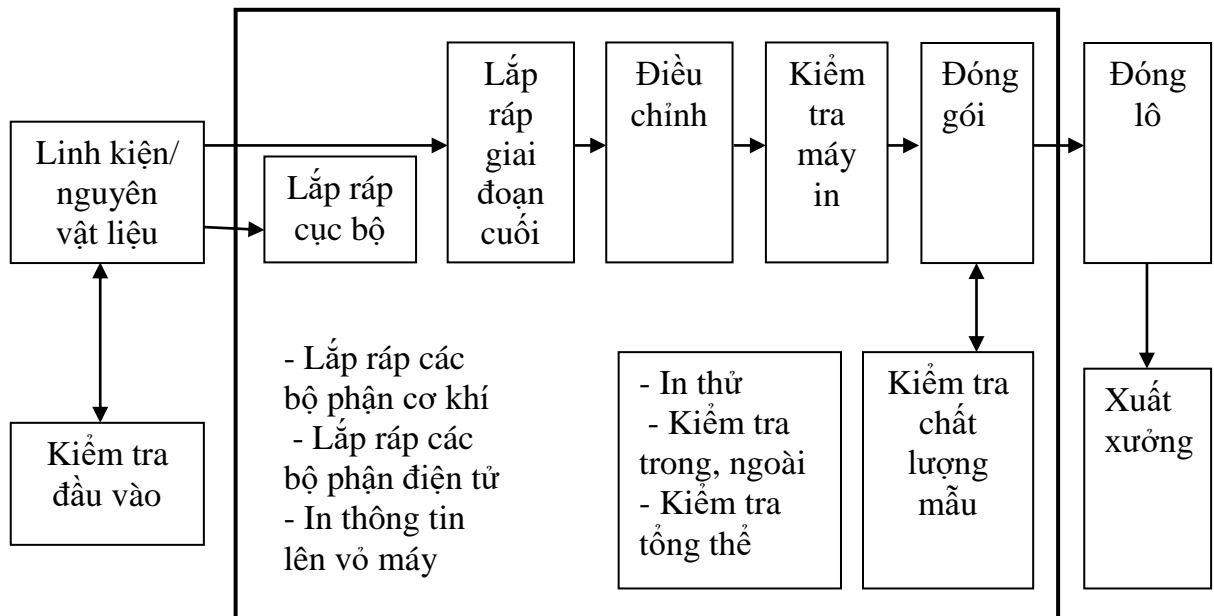 Linh kiện/
nguyên
vật liệu
Kiểm tra
đầu vào
Lắp ráp
cục bộ
Lắp
ráp
giai
đoạn
cuối
Điều
chỉnh
Kiểm
tra
máy
in
Đóng
gói
Đóng
lô
- Lắp ráp các
bộ phận cơ khí
- Lắp ráp các
bộ phận điện tử
- In thông tin
lên vỏ máy
- In thử
- Kiểm tra
trong, ngoài
- Kiểm tra
tổng thể
Kiểm tra
chất
lượng
mẫu
Xuất
xưởng